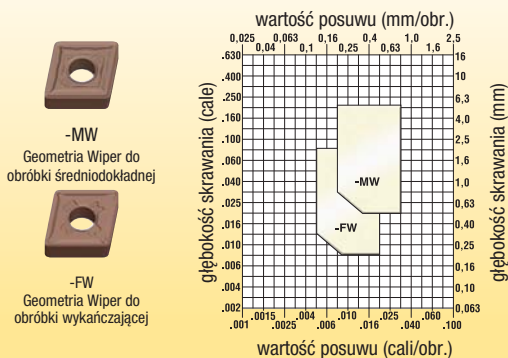 -MW
Geometria Wiper do
obróbki średniodokładnej
-FW
Geometria Wiper do
obróbki wykańczającej
wartość posuwu (mm/obr.)
0,025 0,063 0,16 0,4 1,0 2,5
0,04 0,1 0,25 0,63 1,6
głębokość skrawania (cale)
.630
.400
.250
.160
.100
.060
.040
.025
.016
.010
.006
.004
.002
-MW
-FW
16
10
6,3
4,0
2,5
1,6
1,0
0,63
0,40
0,25
0,16
0,10
0,063
głębokość skrawania (mm)
.0015 .004 .010 .025 .060
.001 .0025 .006 .016 .040 .100
wartość posuwu (cali/obr.)